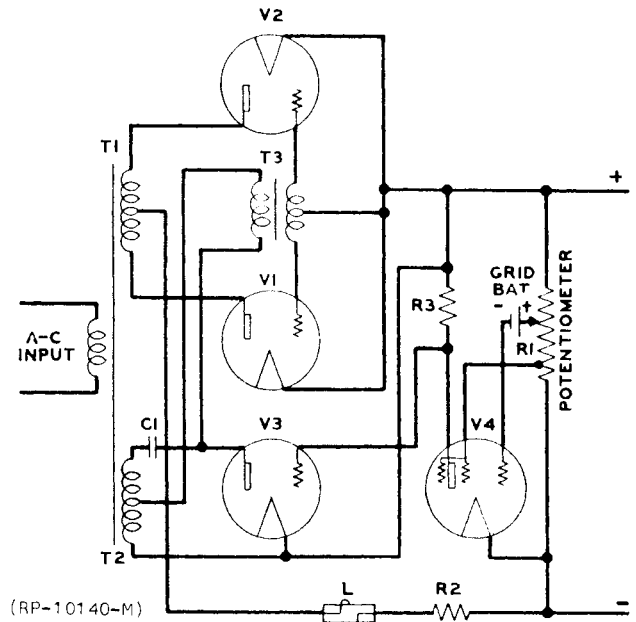 V2
T1
T3
+
GRID
BAT
- +
POTENTIOMETER
R3
R1
V1
A-C
INPUT
C1
V3
V4
T2
L
R2
-
(RP-10140-M)